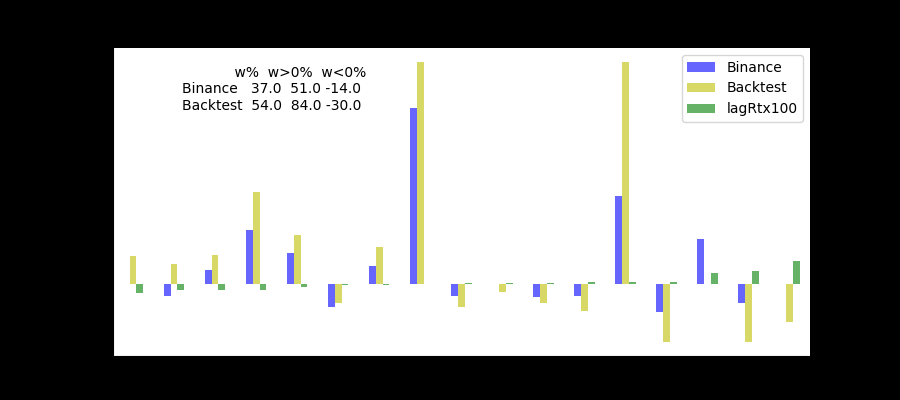 w%  w>0%  w<0%
Binance   37.0  51.0 -14.0
Backtest  54.0  84.0 -30.0
Binance
Backtest
lagRtx100